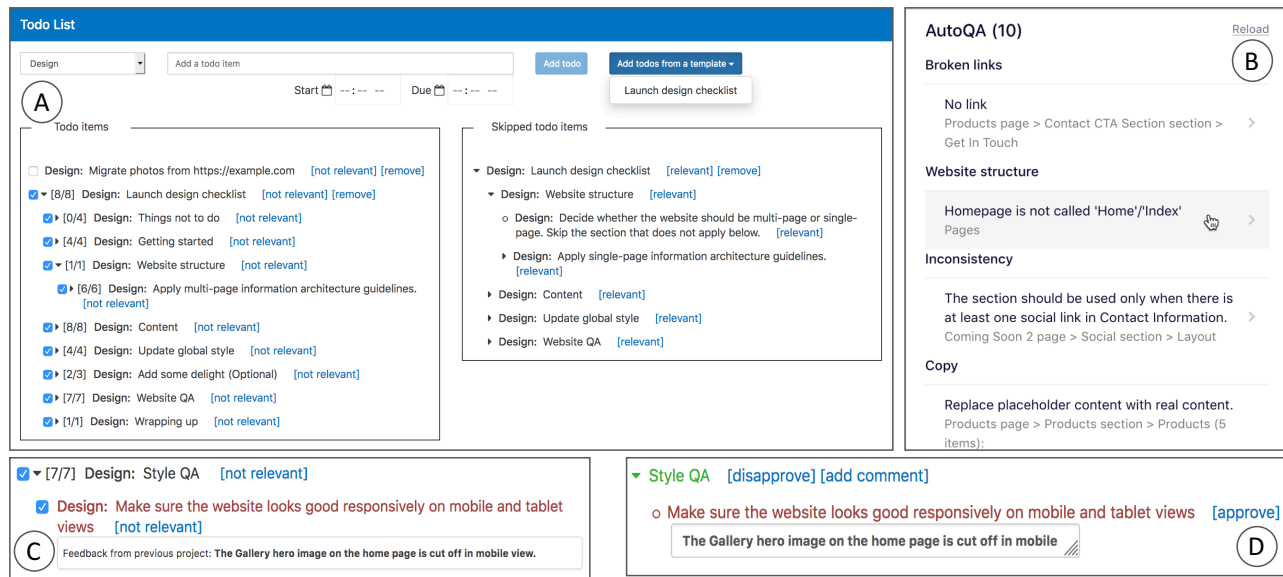 Todo List
Design
Add a todo item
Add todo
Add todos from a template
Launch design checklist
Start --:-- --
Due --:-- --
A
Todo items
Design: Migrate photos from https://example.com [not relevant] [remove]
[8/8] Design: Launch design checklist [not relevant] [remove]
[0/4] Design: Things not to do [not relevant]
[4/4] Design: Getting started [not relevant]
[1/1] Design: Website structure [not relevant]
[6/6] Design: Apply multi-page information architecture guidelines.
[not relevant]
[8/8] Design: Content [not relevant]
[4/4] Design: Update global style [not relevant]
[2/3] Design: Add some delight (Optional) [not relevant]
[7/7] Design: Website QA [not relevant]
[1/1] Design: Wrapping up [not relevant]
Skipped todo items
Design: Launch design checklist [relevant] [remove]
Design: Website structure [relevant]
Design: Decide whether the website should be multi-page or single-
page. Skip the section that does not apply below. [relevant]
Design: Apply single-page information architecture guidelines.
[relevant]
Design: Content [relevant]
Design: Update global style [relevant]
Design: Website QA [relevant]
AutoQA (10)
Reload
B
Broken links
No link
Products page > Contact CTA Section section >
Get In Touch
Website structure
Homepage is not called 'Home'/'Index'
Pages
Inconsistency
The section should be used only when there is
at least one social link in Contact Information.
Coming Soon 2 page > Social section > Layout
Copy
Replace placeholder content with real content.
Products page > Products section > Products (5
items):
[7/7] Design: Style QA [not relevant]
Design: Make sure the website looks good responsively on mobile and tablet
views [not relevant]
C
Feedback from previous project: The Gallery hero image on the home page is cut off in mobile view.
Style QA [disapprove] [add comment]
Make sure the website looks good responsively on mobile and tablet views [approve]
The Gallery hero image on the home page is cut off in mobile
D